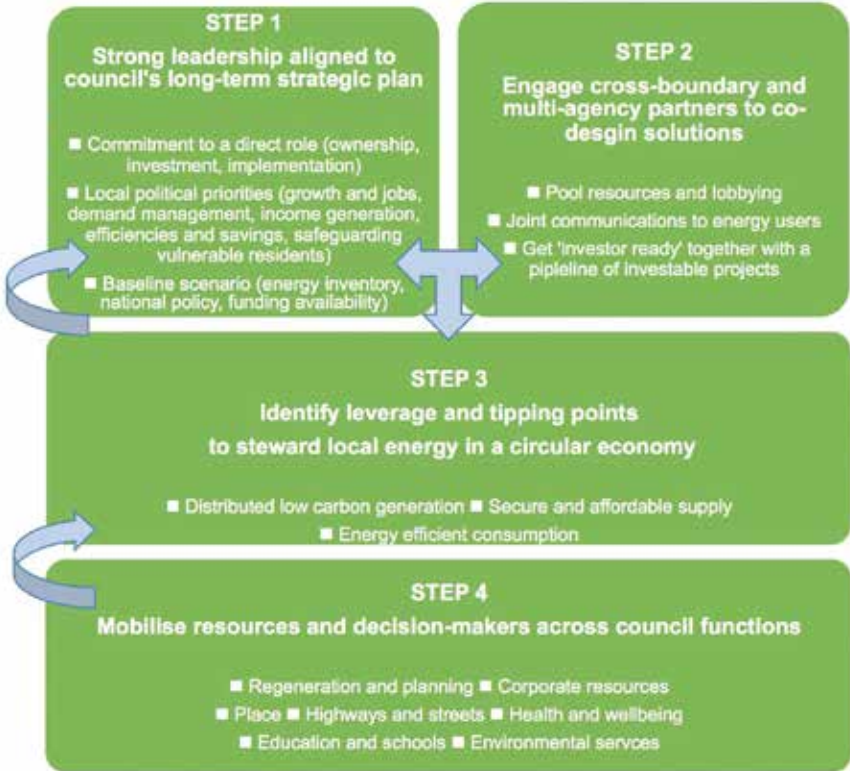 STEP 1
Strong leadership aligned to
council's long-term strategic plan
■ Commitment to a direct role (ownership,
investment, implementation)
■ Local political priorities (growth and jobs,
demand management, income generation,
efficiencies and savings, safeguarding
vulnerable residents)
■ Baseline scenario (energy inventory,
national policy, funding availability)
STEP 2
Engage cross-boundary and
multi-agency partners to co-
desgin solutions
■ Pool resources and lobbying
■ Joint communications to energy users
■ Get 'investor ready' together with a
pipleline of investable projects
STEP 3
Identify leverage and tipping points
to steward local energy in a circular economy
■ Distributed low carbon generation ■ Secure and affordable supply
■ Energy efficient consumption
STEP 4
Mobilise resources and decision-makers across council functions
■ Regeneration and planning ■ Corporate resources
■ Place ■ Highways and streets ■ Health and wellbeing
■ Education and schools ■ Environmental servces